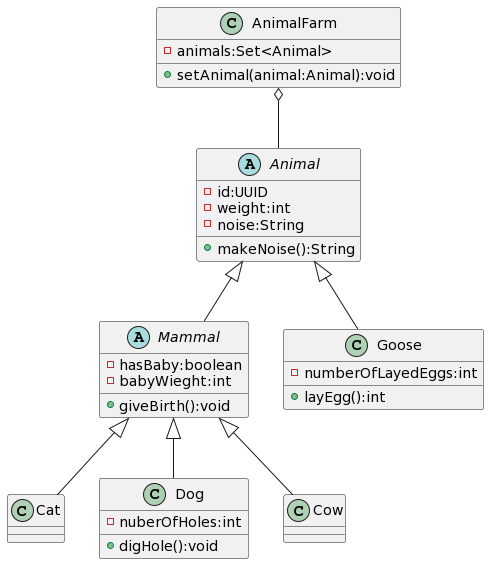 C AnimalFarm
animals:Set<Animal>
setAnimal(animal:Animal):void
A Animal
id:UUID
weight:int
noise:String
makeNoise():String
A Mammal
hasBaby:boolean
babyWieght:int
giveBirth():void
C Goose
numberOfLayedEggs:int
layEgg():int
C Cat
C Dog
nuberOfHoles:int
digHole():void
C Cow